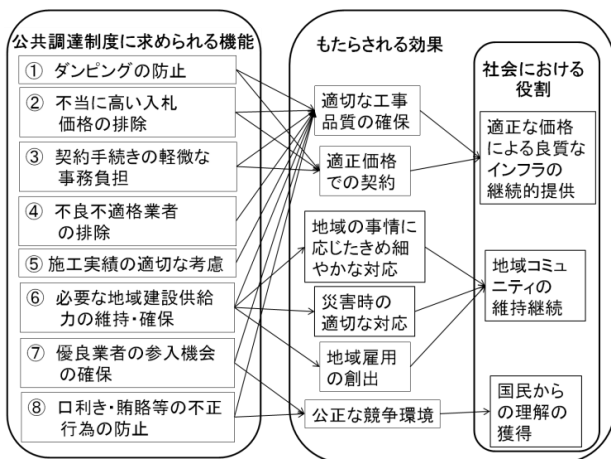 公共調達制度に求められる機能
① ダンピングの防止
② 不当に高い入札
価格の排除
③ 契約手続きの軽微な
事務負担
④ 不良不適格業者
の排除
⑤ 施工実績の適切な考慮
⑥ 必要な地域建設供給
力の維持・確保
⑦ 優良業者の参入機会
の確保
⑧ 口利き・賄賂等の不正
行為の防止
もたらされる効果
適切な工事
品質の確保
適正価格
での契約
地域の事情に
応じたきめ細
やかな対応
災害時の
適切な対応
地域雇用
の創出
公正な競争環境
社会における
役割
適正な価格
による良質な
インフラの
継続的提供
地域コミュ
ニティの
維持継続
国民から
の理解の
獲得